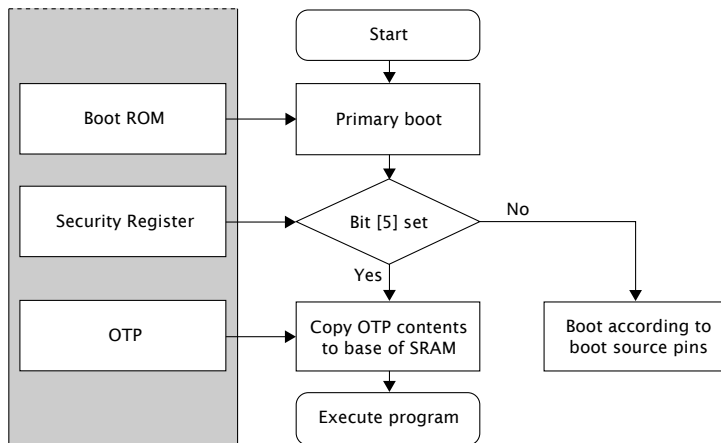 Start
Boot ROM
Primary boot
Security Register
Bit [5] set
No
Yes
OTP
Copy OTP contents
to base of SRAM
Boot according to
boot source pins
Execute program